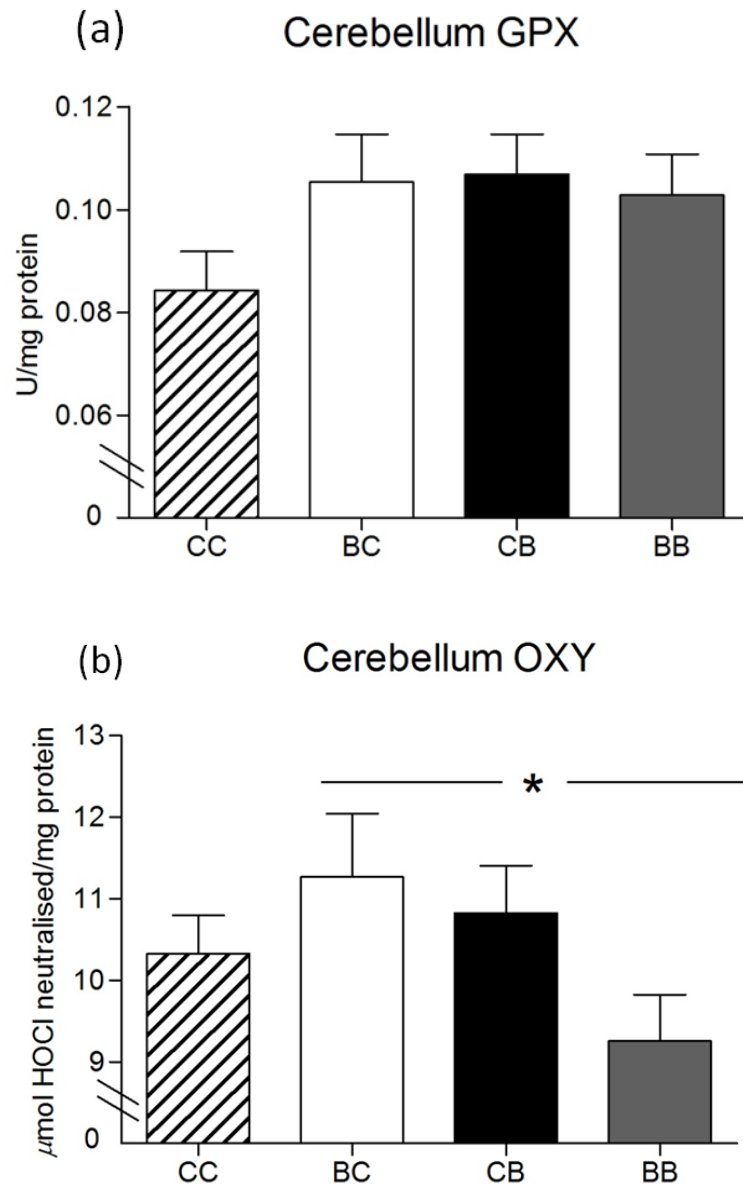 (a) Cerebellum GPX
U/mg protein
0.12
0.10
0.08
0.06
0
CC BC CB BB
(b) Cerebellum OXY
μmol HOCl neutralised/mg protein
13
12
11
10
9
0
*
CC BC CB BB